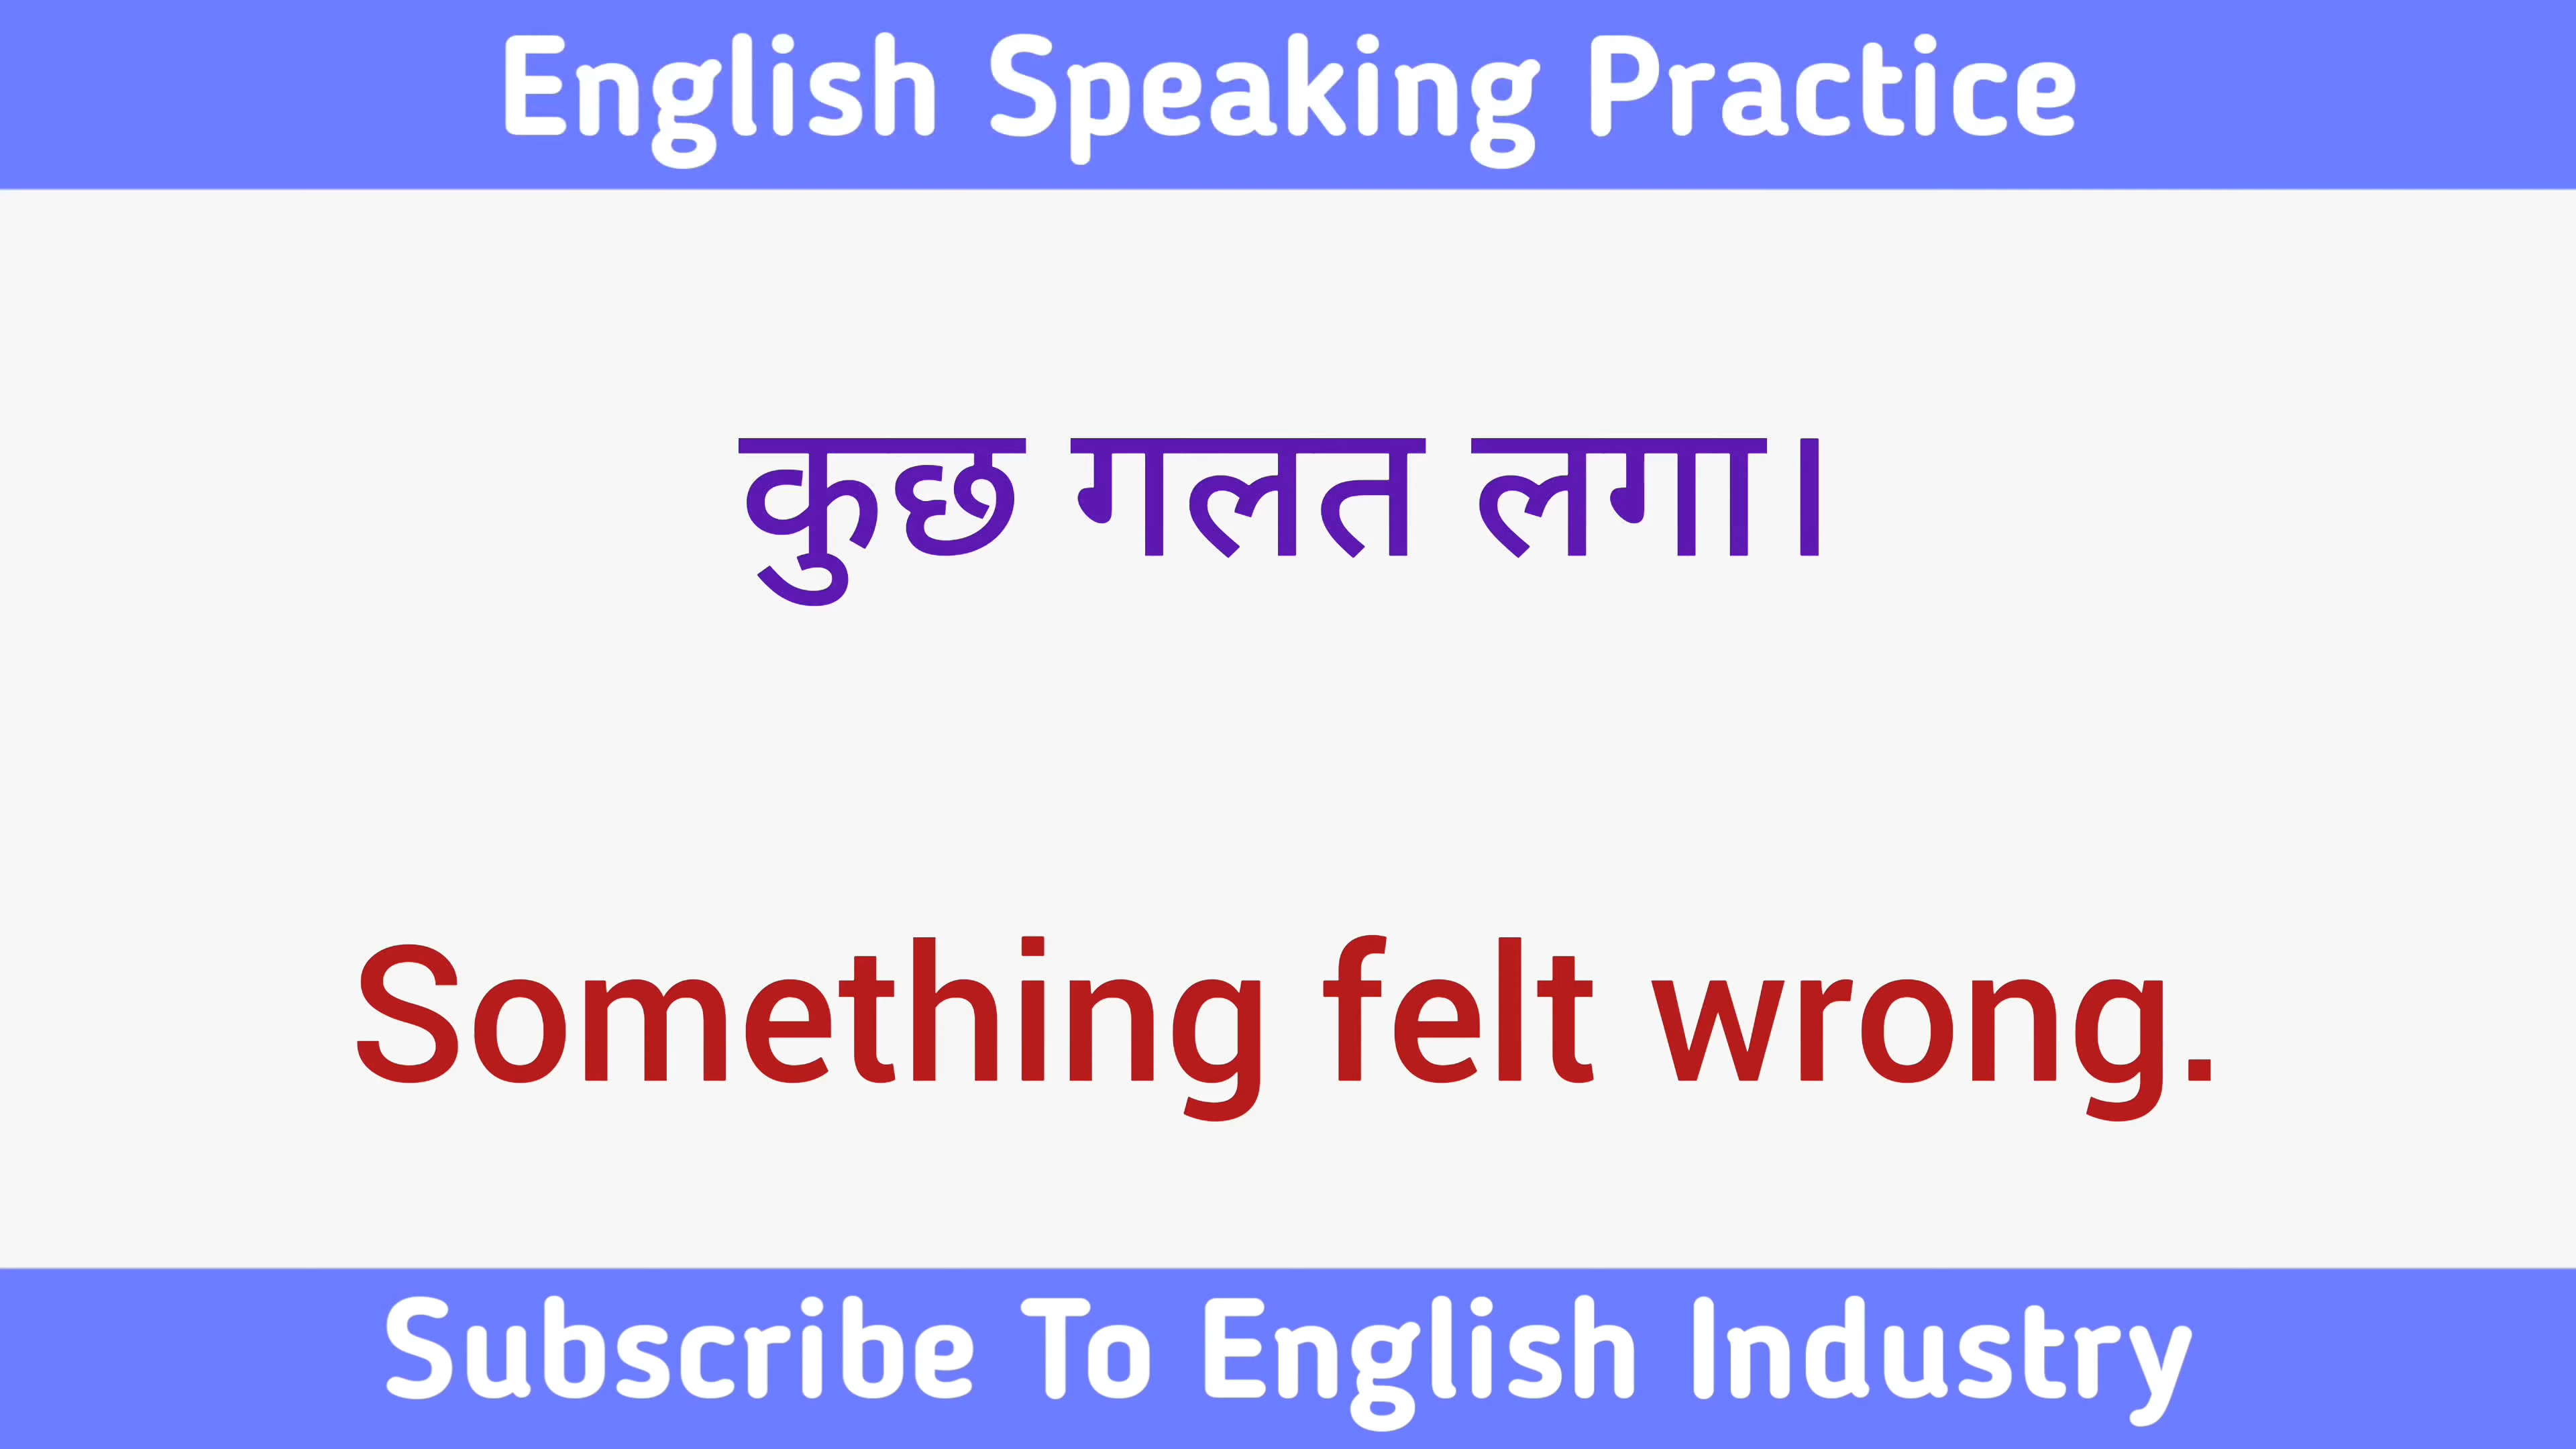 English Speaking Practice
कुछ गलत लगा।
Something felt wrong.
Subscribe To English Industry